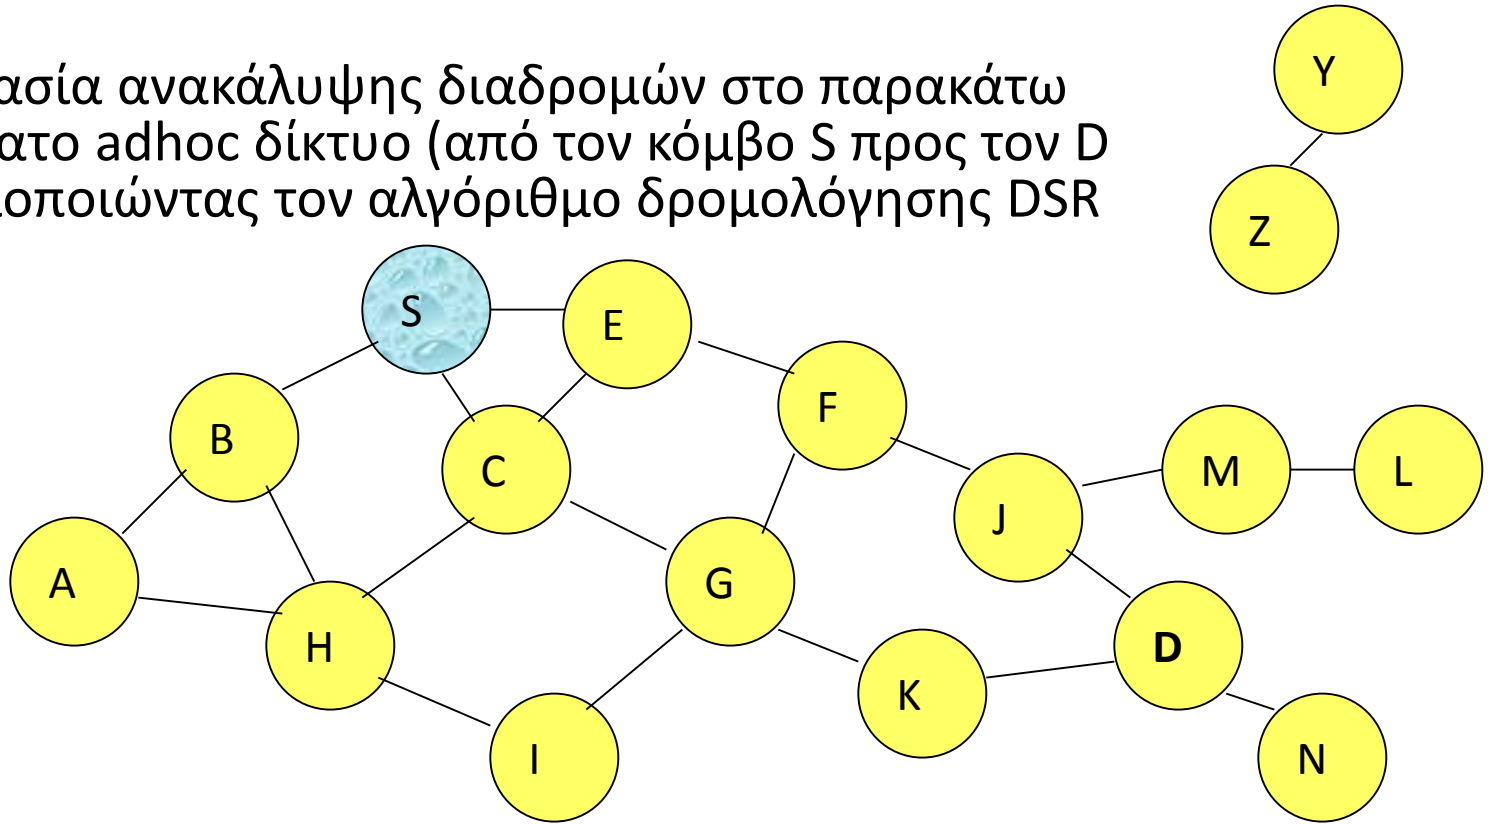 ασία ανακάλυψης διαδρομών στο παρακάτω
ατο adhoc δίκτυο (από τον κόμβο S προς τον D
οποιώντας τον αλγόριθμο δρομολόγησης DSR
Y
Z
S
E
F
B
C
M
L
J
A
G
H
D
K
I
N